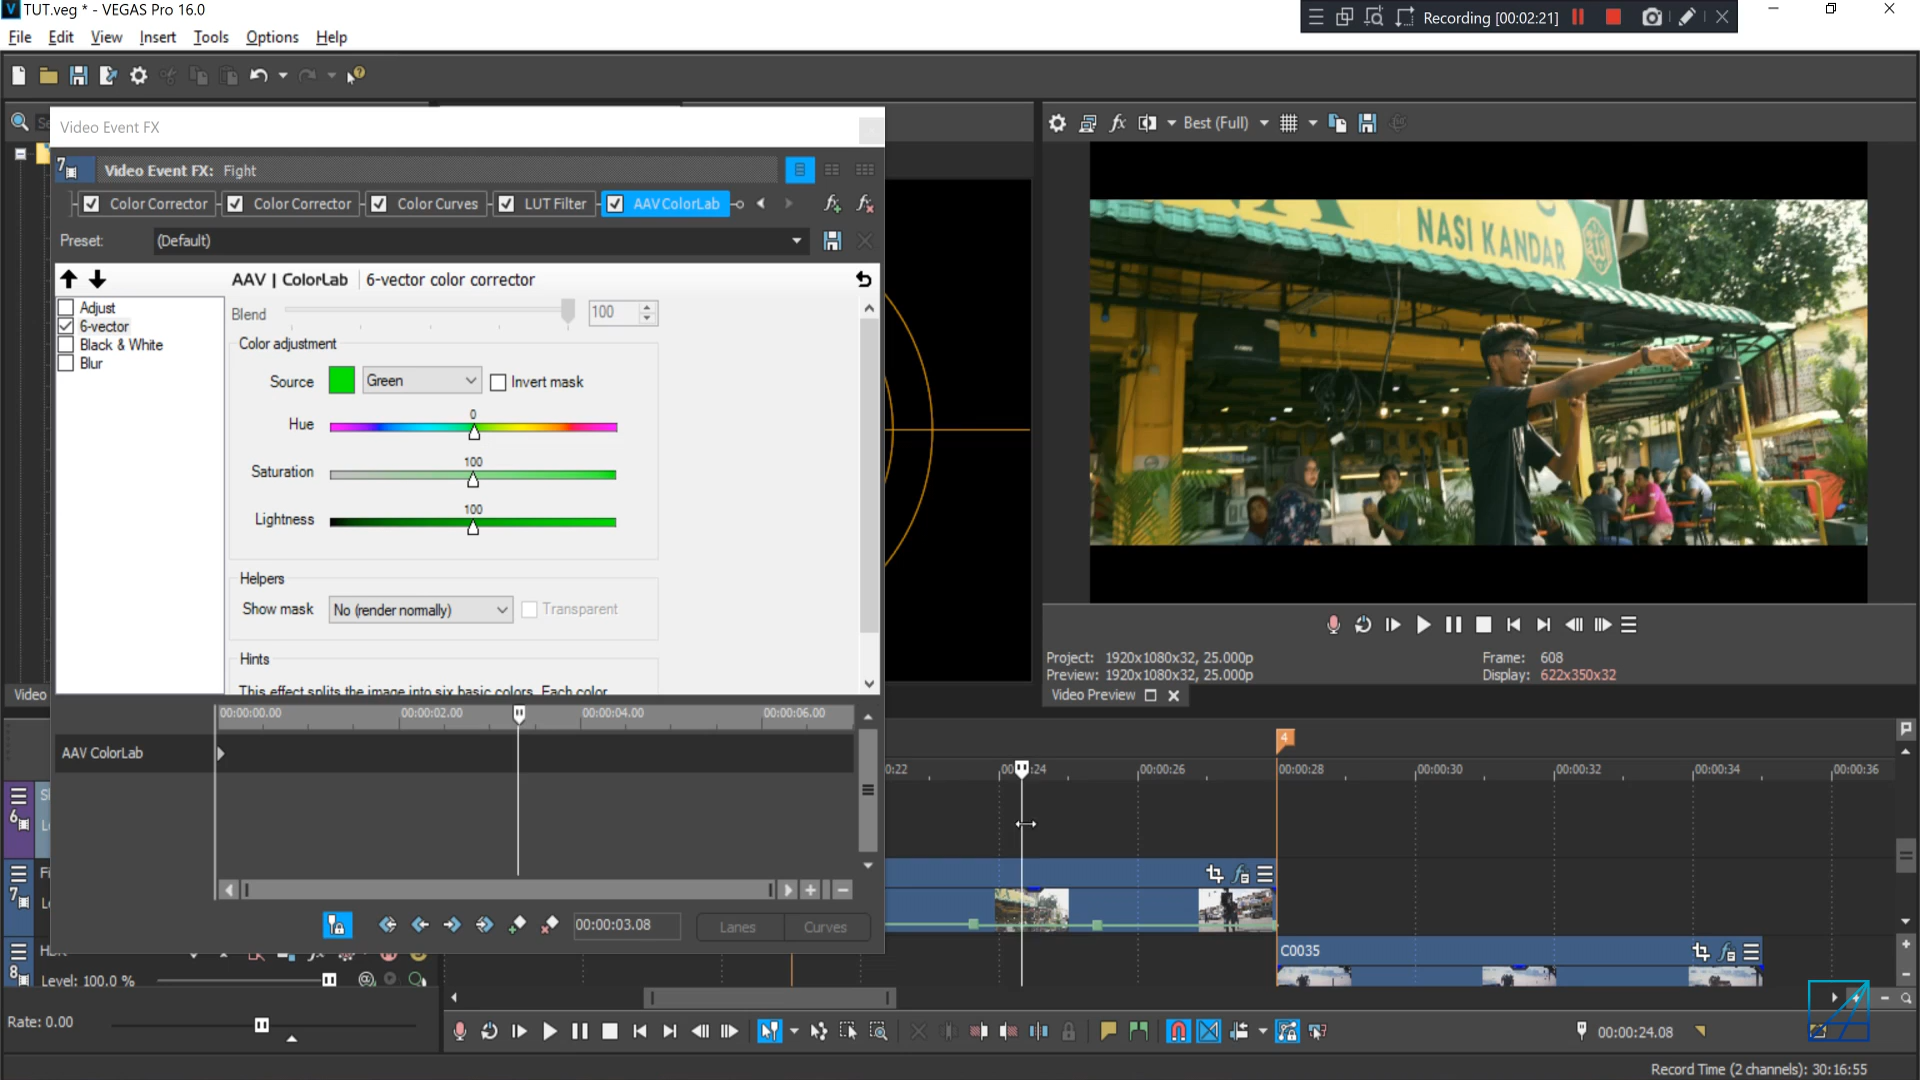 TUT.veg * - VEGAS Pro 16.0
Recording [00:02:21]
File Edit View Insert Tools Options Help
Video Event FX
Best (Full)
Video Event FX: Fight
Color Corrector Color Corrector Color Curves LUT Filter AAV ColorLab
Preset: (Default)
AAV | ColorLab 6-vector color corrector
Adjust
6-vector
Black & White
Blur
Blend 100
Color adjustment
Source Green Invert mask
0
Hue
100
Saturation
100
Lightness
Helpers
Show mask No (render normally) Transparent
Hints
This effect splits the image into six basic colors. Each color
NASI KANDAR
Project: 1920x1080x32, 25.000p
Preview: 1920x1080x32, 25.000p
Frame: 608
Display: 622x350x32
Video Preview
Video
00:00:00.00 00:00:02.00 00:00:04.00 00:00:06.00
AAV ColorLab
00:00:03.08 Lanes Curves
4
0:22 24 00:00:26 00:00:28 00:00:30 00:00:32 00:00:34 00:00:36
6
7
8
C0035
Level: 100.0 %
Rate: 0.00
00:00:24.08
Record Time (2 channels): 30:16:55